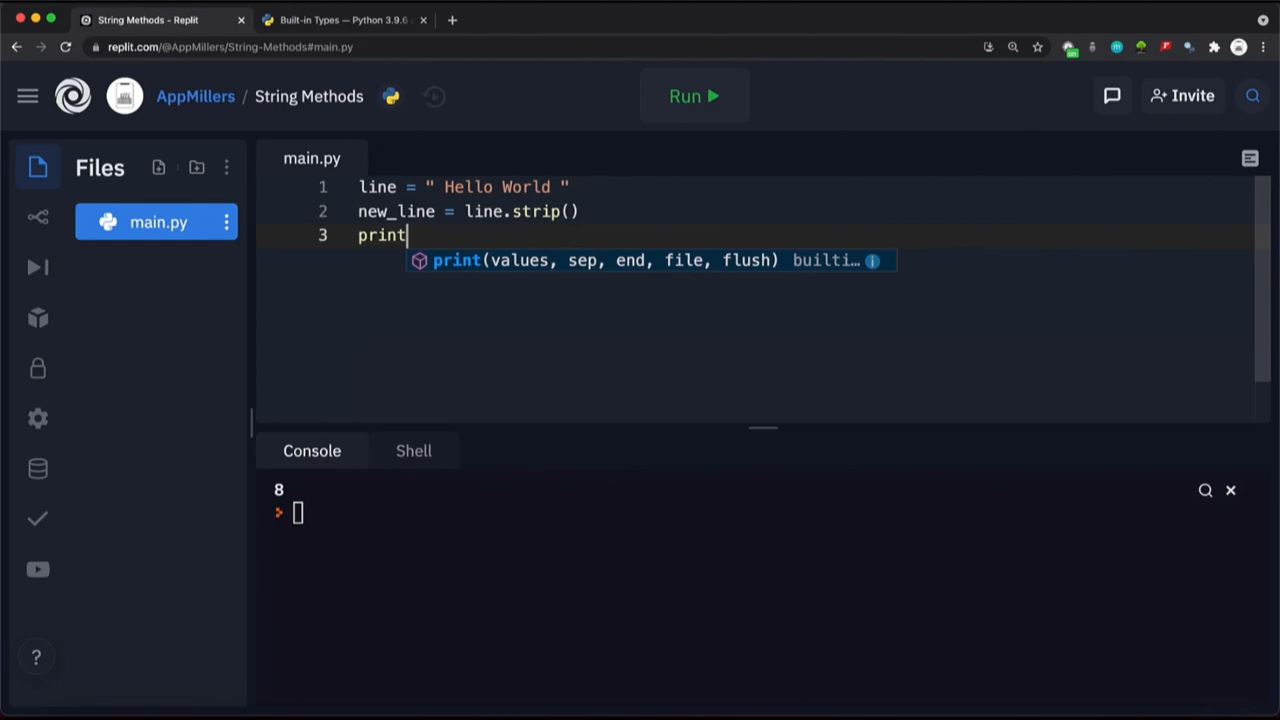 String Methods - Replit
Built-in Types — Python 3.9.6
replit.com/@AppMillers/String-Methods#main.py
on
AppMillers / String Methods
Run
Invite
Files
main.py
main.py
1 line = " Hello World "
2 new_line = line.strip()
3 print
print(values, sep, end, file, flush) builti…
Console
Shell
8
?